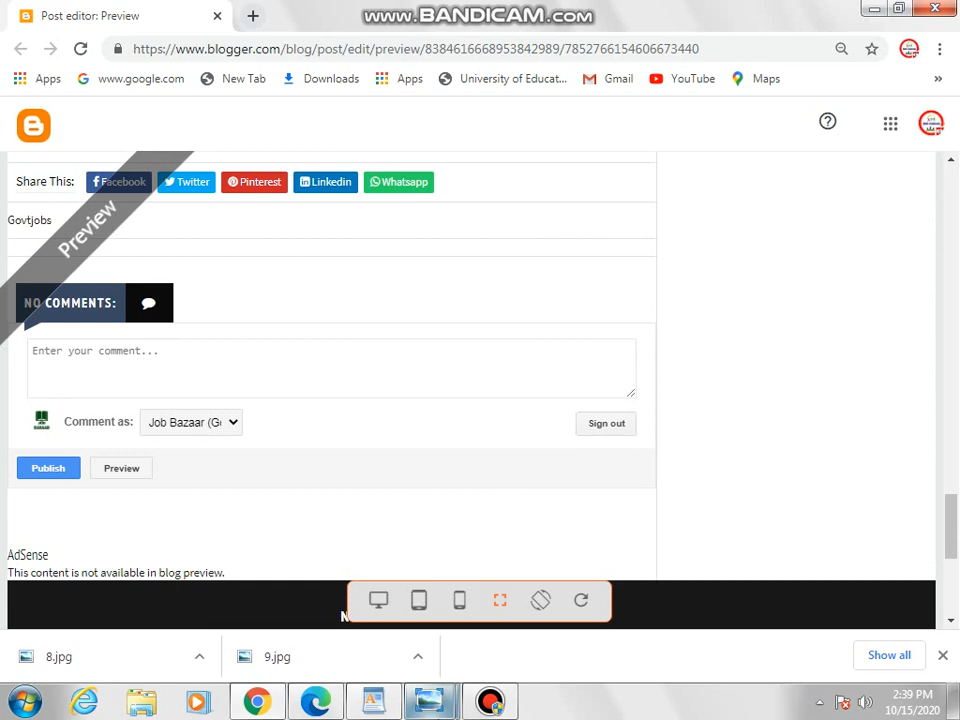 Post editor: Preview
www.BANDICAM.com
https://www.blogger.com/blog/post/edit/preview/8384616668953842989/7852766154606673440
Apps
www.google.com
New Tab
Downloads
Apps
University of Educat...
Gmail
YouTube
Maps
»
Preview
Share This:
Facebook
Twitter
Pinterest
Linkedin
Whatsapp
Govtjobs
NO COMMENTS:
Enter your comment...
Comment as:
Job Bazaar (G
Sign out
Publish
Preview
AdSense
This content is not available in blog preview.
N
8.jpg
9.jpg
Show all
2:39 PM
10/15/2020